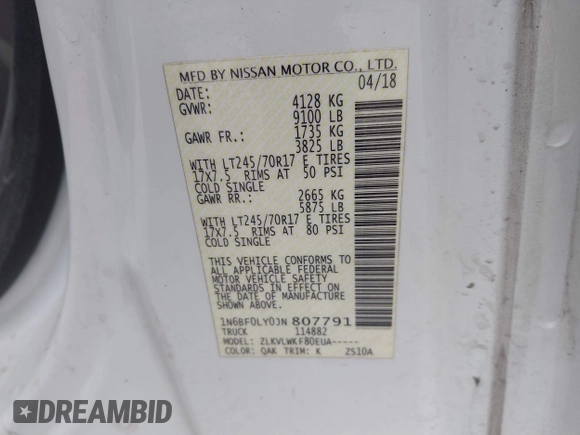 MFD BY NISSAN MOTOR CO., LTD.
DATE: 04/18
GVWR: 4128 KG
9100 LB
GAWR FR.: 1735 KG
3825 LB
WITH LT245/70R17 E TIRES
17X7.5 RIMS AT 50 PSI
COLD SINGLE
GAWR RR.: 2665 KG
5875 LB
WITH LT245/70R17 E TIRES
17X7.5 RIMS AT 80 PSI
COLD SINGLE
THIS VEHICLE CONFORMS TO
ALL APPLICABLE FEDERAL
MOTOR VEHICLE SAFETY
STANDARDS IN EFFECT ON
THE DATE OF MANUFACTURE
SHOWN ABOVE.
1N6BF0LY0JN807791
TRUCK 114882
MODEL: ZLKVLWKF80EUA-----
COLOR: QAK TRIM: K ZS10A
DREAMBID